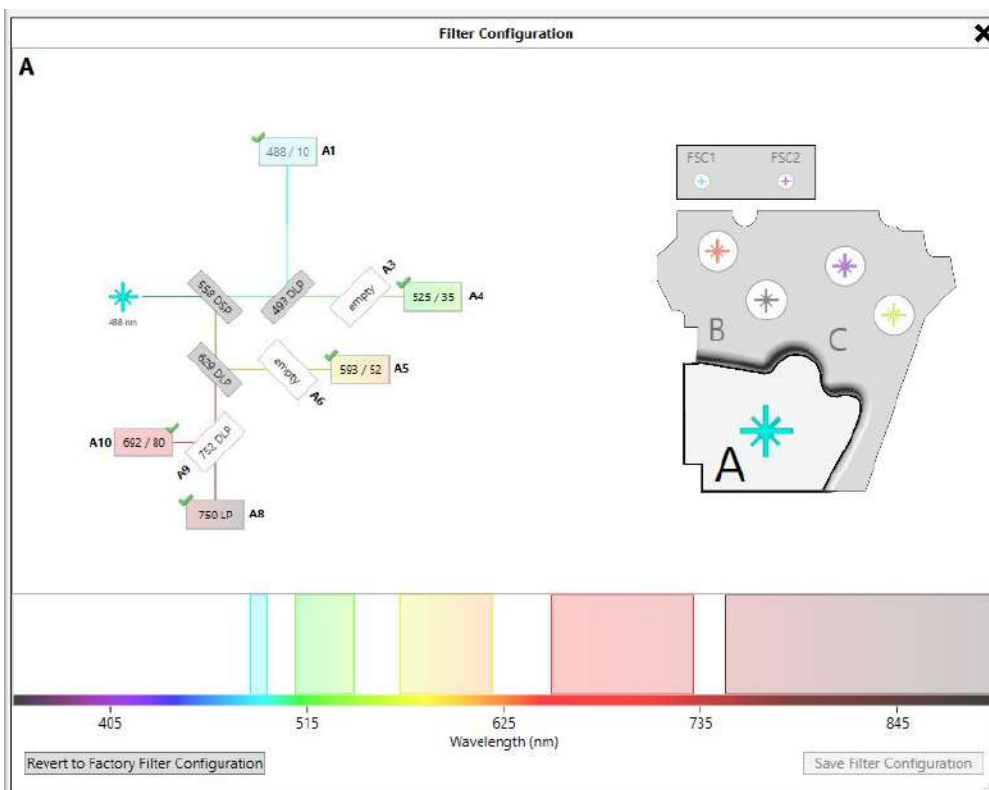 Filter Configuration
A
488 / 10 A1
FSC1 FSC2
A3
558 DSP
493 DLP
empty
525 / 35 A4
488 nm
629 DLP
empty
593 / 52 A5
A6
B
C
A10 692 / 80
752 DLP
A9
A
750 LP A8
405 515 625 735 845
Wavelength (nm)
Revert to Factory Filter Configuration
Save Filter Configuration